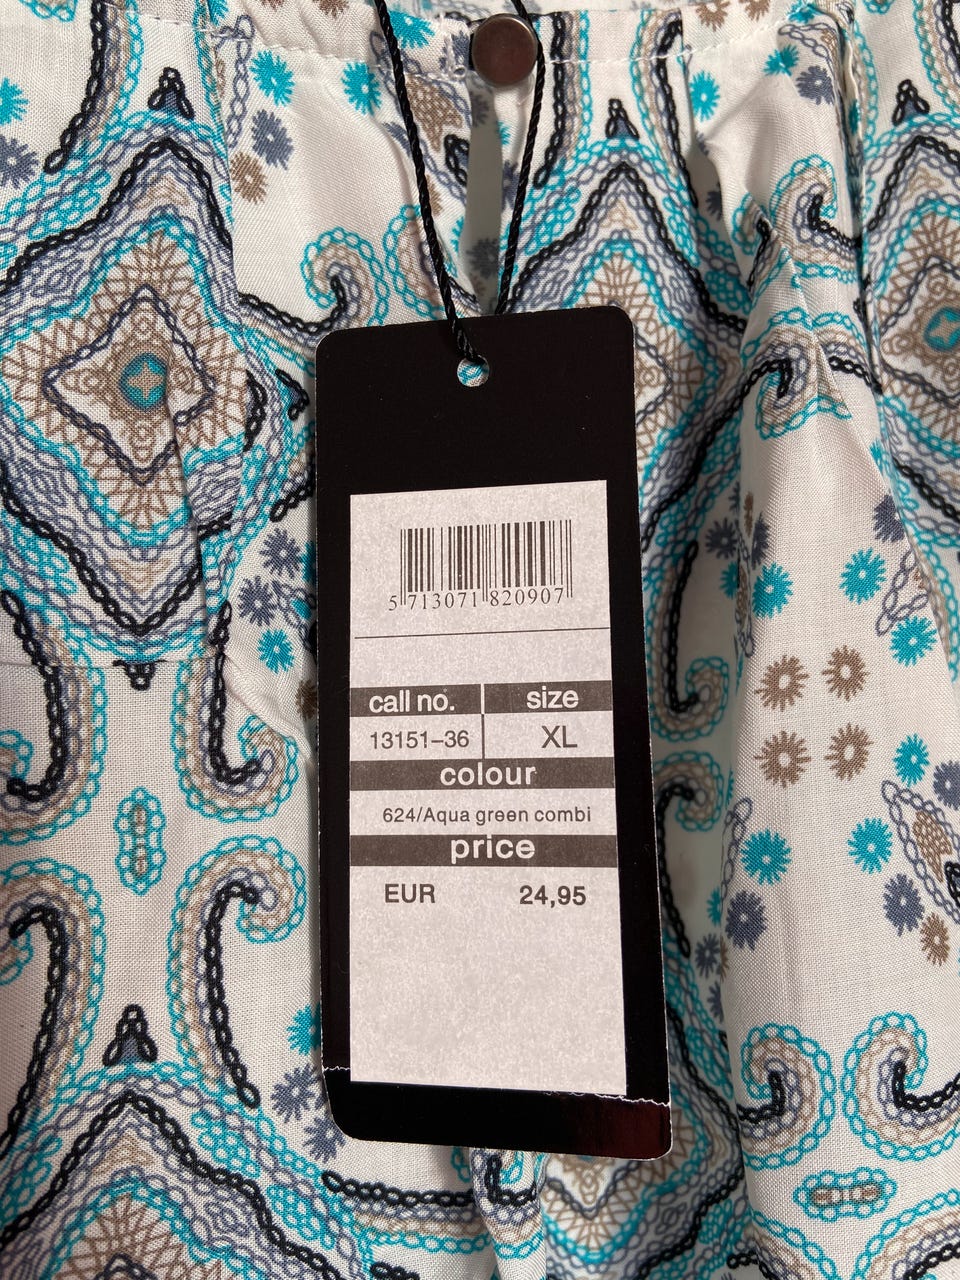 5 713071 820907
call no. size
13151-36 XL
colour
624/Aqua green combi
price
EUR 24,95